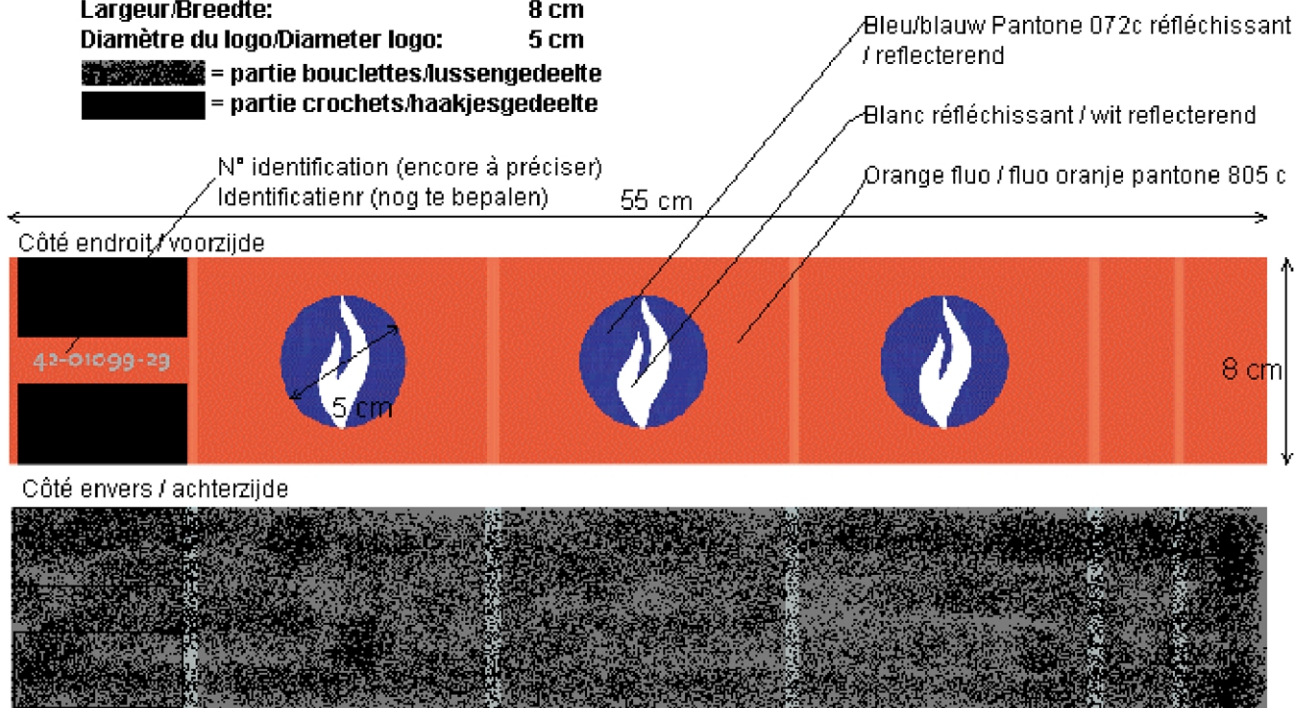 Largeur/Breedte: 8 cm
Diamètre du logo/Diameter logo: 5 cm
= partie bouclettes/lussengedeelte
= partie crochets/haakjesgedeelte
Bleu/blauw Pantone 072c réfléchissant
/ reflecterend
Blanc réfléchissant / wit reflecterend
Orange fluo / fluo oranje pantone 805 c
N° identification (encore à préciser)
Identificatienr (nog te bepalen)
55 cm
Côté endroit / voorzijde
42-01099-29
5 cm
8 cm
Côté envers / achterzijde